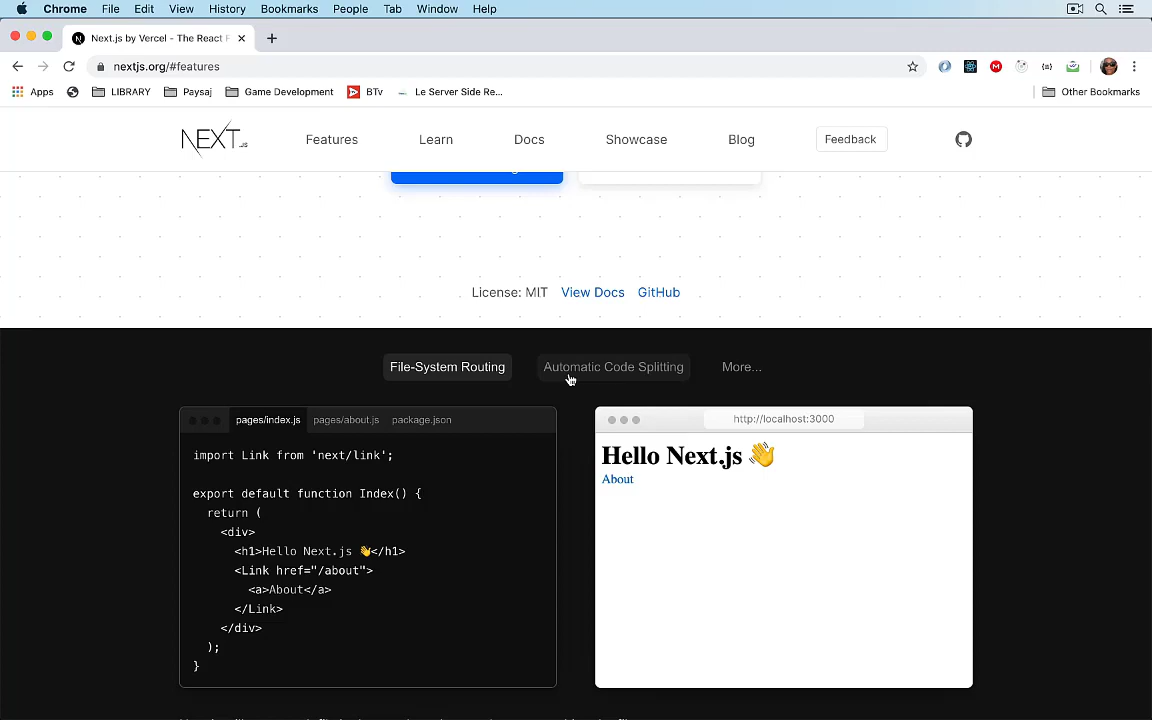 Chrome File Edit View History Bookmarks People Tab Window Help
Next.js by Vercel - The React F
nextjs.org/#features
Apps LIBRARY Paysaj Game Development BTv Le Server Side Re... Other Bookmarks
NEXT.JS Features Learn Docs Showcase Blog Feedback
License: MIT View Docs GitHub
File-System Routing Automatic Code Splitting More...
pages/index.js pages/about.js package.json
import Link from 'next/link';
export default function Index() {
return (
<div>
<h1>Hello Next.js 👋</h1>
<Link href="/about">
<a>About</a>
</Link>
</div>
);
}
http://localhost:3000
Hello Next.js 👋
About